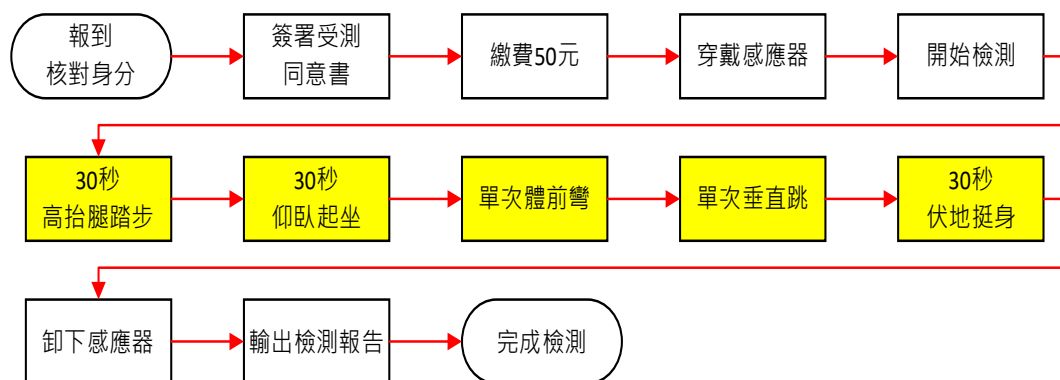 報到
核對身分
簽署受測
同意書
繳費50元
穿戴感應器
開始檢測
30秒
高抬腿踏步
30秒
仰臥起坐
單次體前彎
單次垂直跳
30秒
伏地挺身
卸下感應器
輸出檢測報告
完成檢測